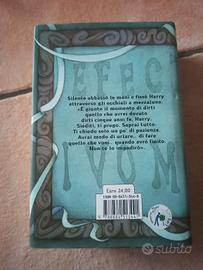 Silente abbassò le mani e fissò Harry
attraverso gli occhiali a mezzaluna.
«È giunto il momento di dirti
quello che avrei dovuto
dirti cinque anni fa, Harry.
Siediti, ti prego. Saprai tutto.
Ti chiedo solo un po' di pazienza.
Avrai modo di urlare... di fare
quello che vuoi... quando avrò finito.
Non te lo impedirò».
Euro 24,00
subito